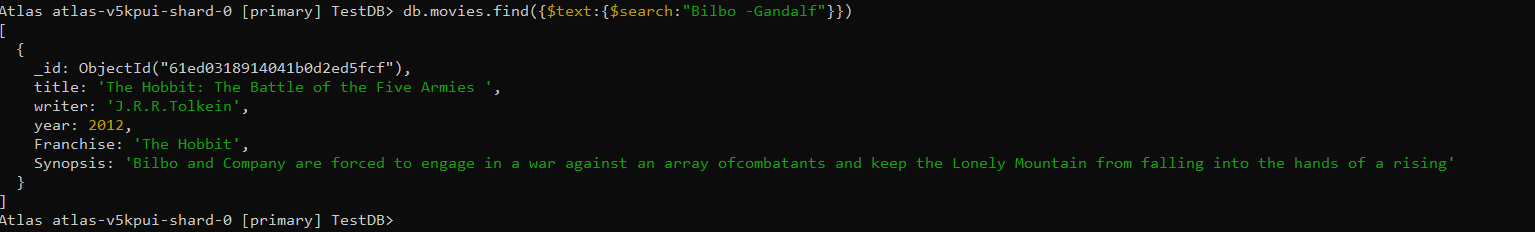 Atlas atlas-v5kpui-shard-0 [primary] TestDB> db.movies.find({$text:{$search:"Bilbo -Gandalf"}})
[
  {
    _id: ObjectId("61ed0318914041b0d2ed5fcf"),
    title: 'The Hobbit: The Battle of the Five Armies ',
    writer: 'J.R.R.Tolkein',
    year: 2012,
    Franchise: 'The Hobbit',
    Synopsis: 'Bilbo and Company are forced to engage in a war against an array ofcombatants and keep the Lonely Mountain from falling into the hands of a rising'
  }
]
Atlas atlas-v5kpui-shard-0 [primary] TestDB>